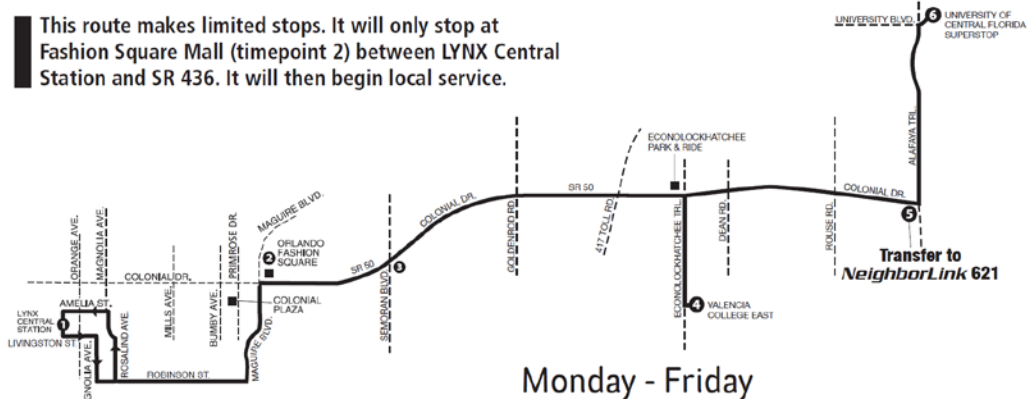 This route makes limited stops. It will only stop at
Fashion Square Mall (timepoint 2) between LYNX Central
Station and SR 436. It will then begin local service.
UNIVERSITY BLVD.
6
UNIVERSITY OF
CENTRAL FLORIDA
SUPERSTOP
ALAFAYA TRL.
ECONOLOCKHATCHEE
PARK & RIDE
SR 50
417 TOLL RD.
GOLDENROD RD.
COLONIAL DR.
ECONOLOCKHATCHEE TRL.
DEAN RD.
ROUSE RD.
COLONIAL DR.
5
Transfer to
NeighborLink 621
4
VALENCIA
COLLEGE EAST
ORANGE AVE.
MAGNOLIA AVE.
PRIMROSE DR.
MAGUIRE BLVD.
2
ORLANDO
FASHION
SQUARE
SR 50
3
SEMORAN BLVD.
COLONIAL DR.
MILLS AVE.
BUMBY AVE.
COLONIAL
PLAZA
AMELIA ST.
LYNX
CENTRAL
STATION
1
LIVINGSTON ST.
GNOLIA AVE.
ROSALIND AVE.
ROBINSON ST.
MAGUIRE BLVD.
Monday - Friday